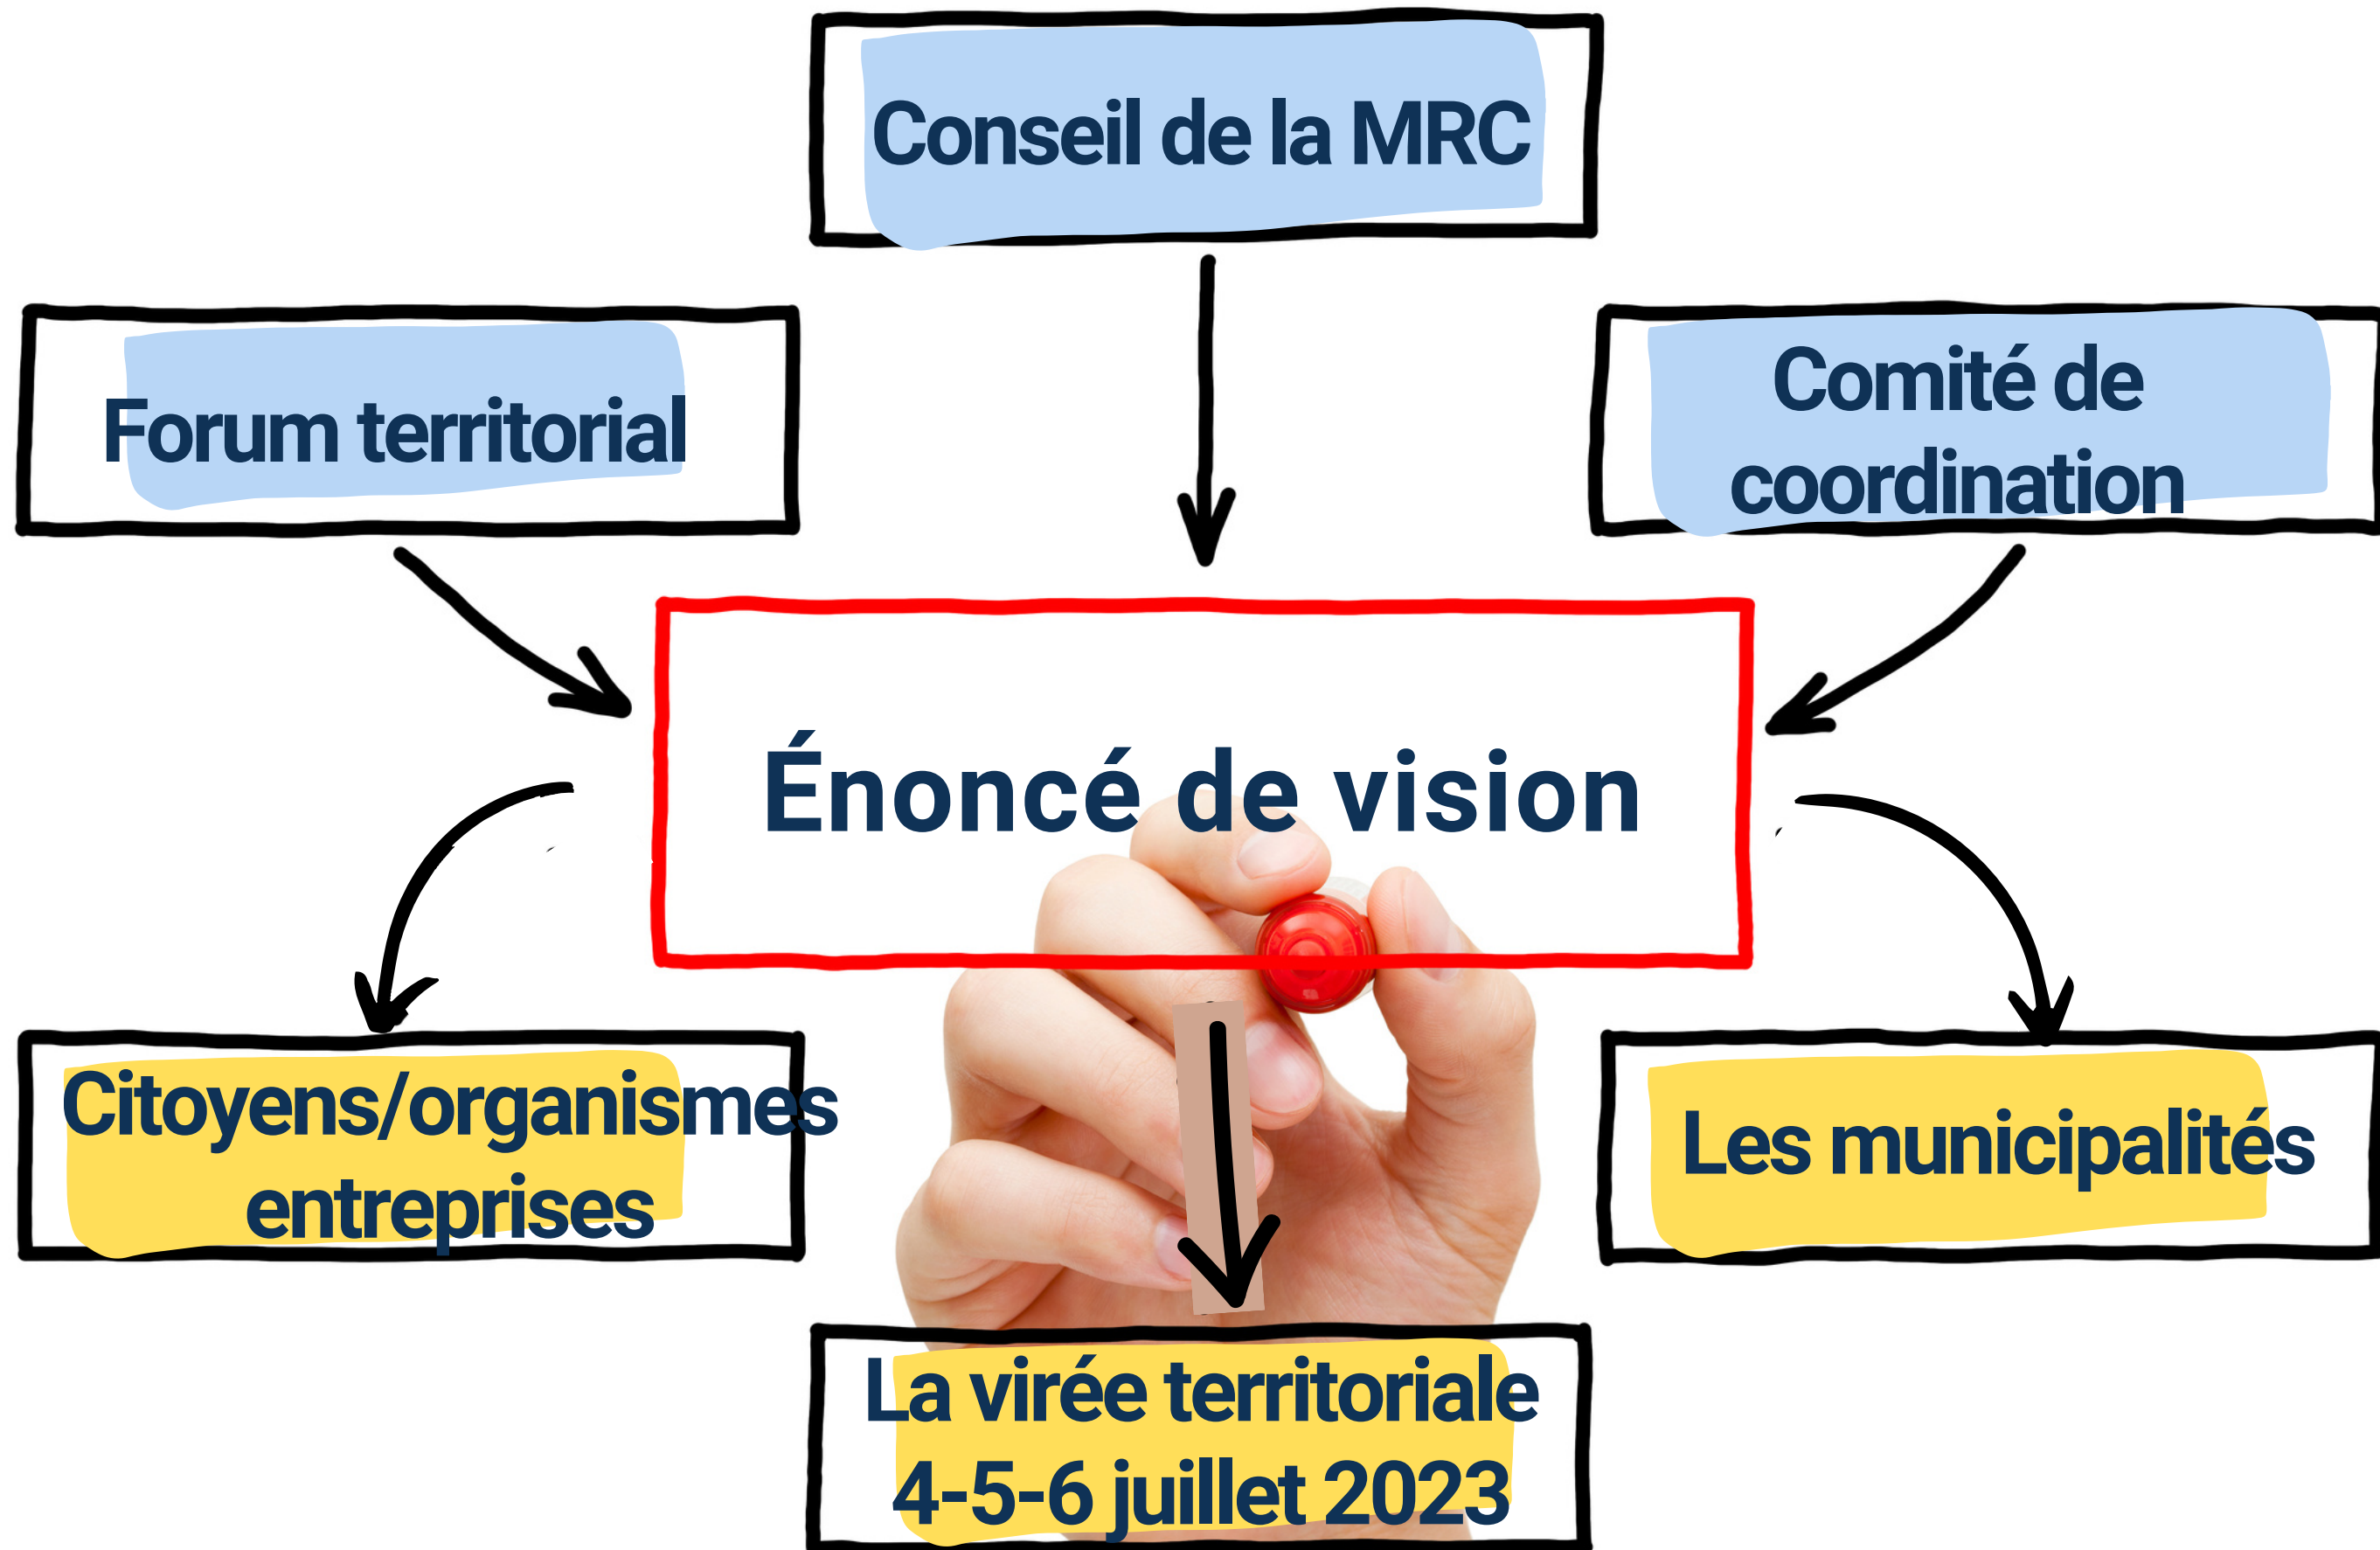 Conseil de la MRC
Forum territorial
Comité de
coordination
Énoncé de vision
Citoyens/organismes
entreprises
Les municipalités
La virée territoriale
4-5-6 juillet 2023